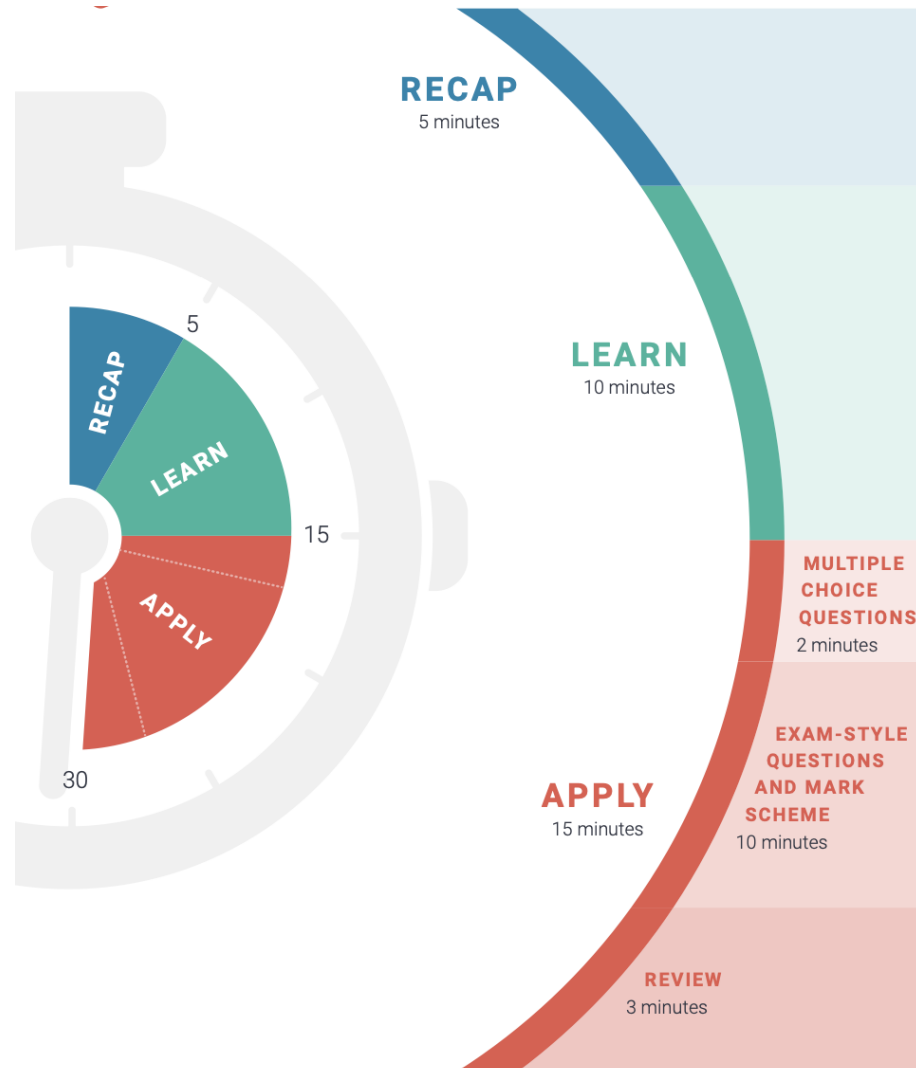 RECAP
5 minutes
5
RECAP
LEARN
LEARN
10 minutes
15
APPLY
30
MULTIPLE
CHOICE
QUESTIONS
2 minutes
EXAM-STYLE
QUESTIONS
AND MARK
SCHEME
10 minutes
APPLY
15 minutes
REVIEW
3 minutes